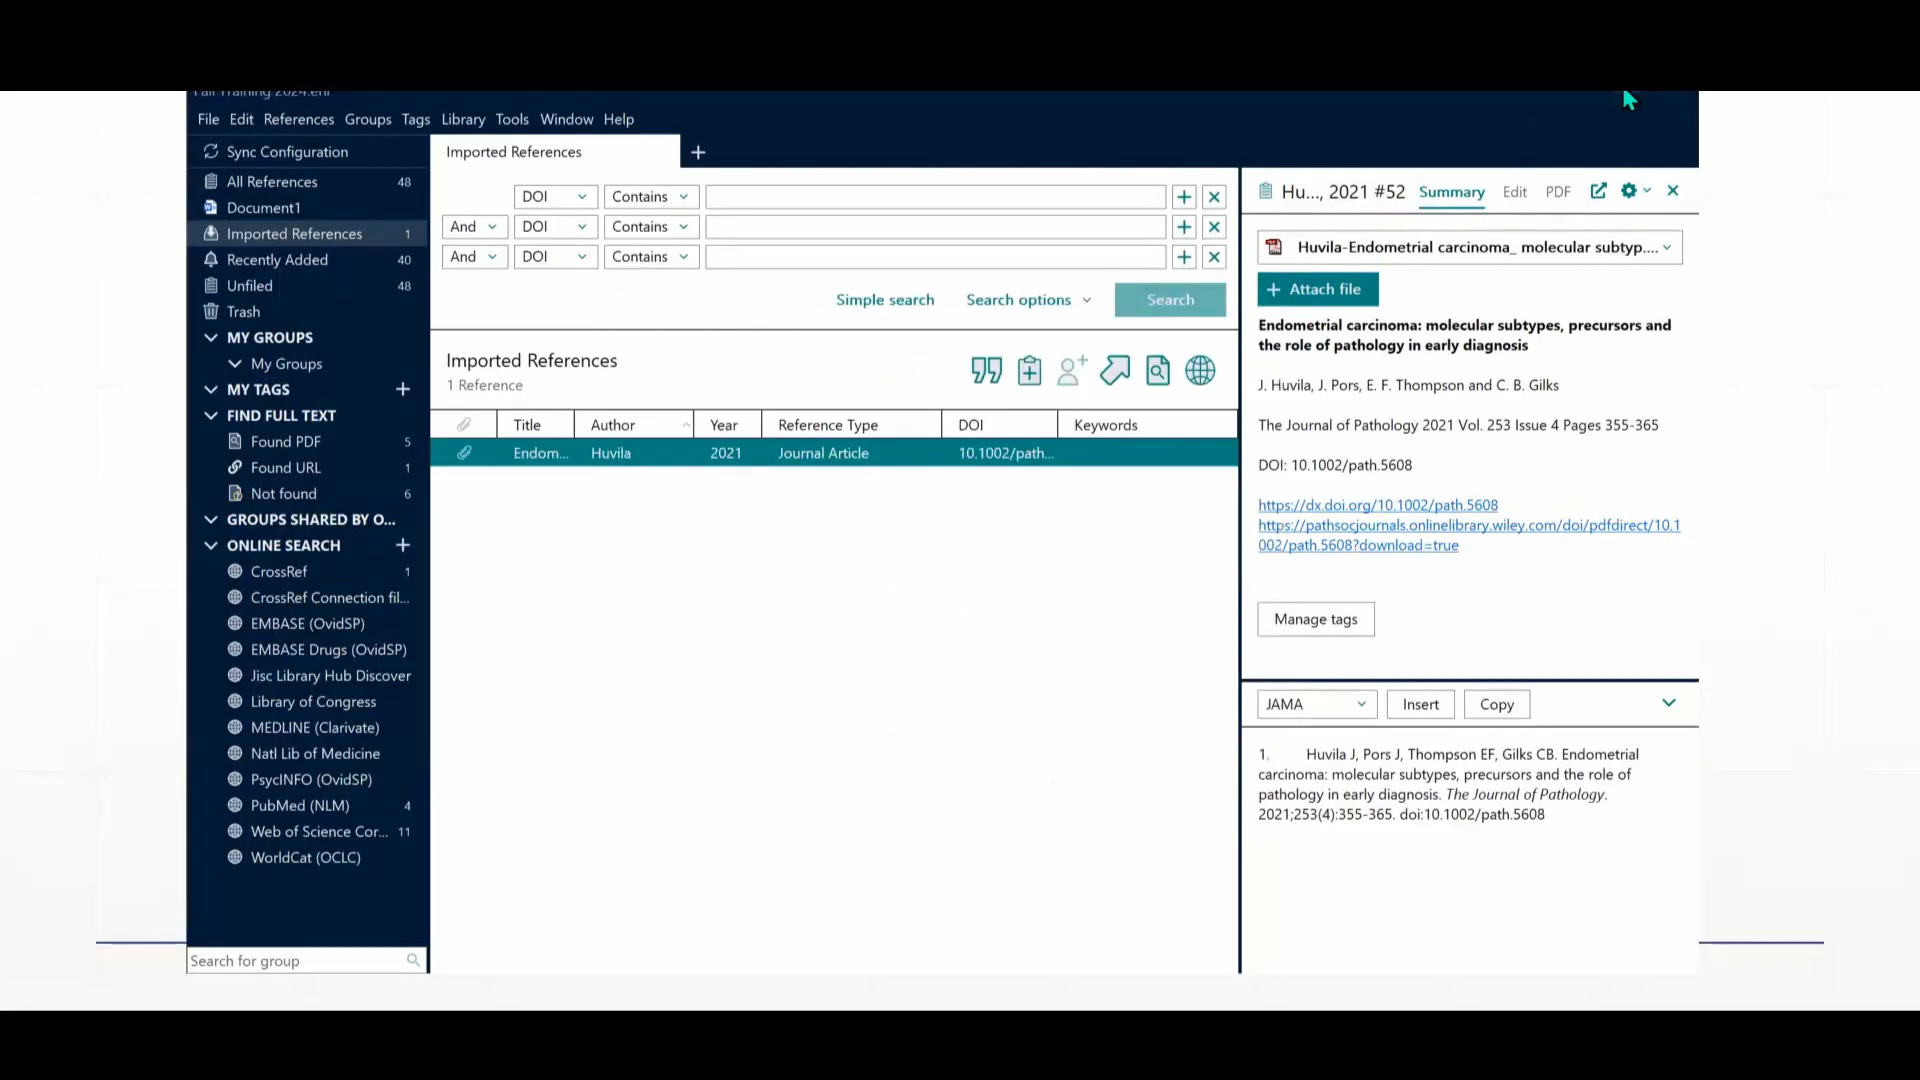 Fall Training 2024.enl
File Edit References Groups Tags Library Tools Window Help
Sync Configuration
All References 48
Document1
Imported References 1
Recently Added 40
Unfiled 48
Trash
MY GROUPS
My Groups
MY TAGS
FIND FULL TEXT
Found PDF 5
Found URL 1
Not found 6
GROUPS SHARED BY O...
ONLINE SEARCH
CrossRef 1
CrossRef Connection fil...
EMBASE (OvidSP)
EMBASE Drugs (OvidSP)
Jisc Library Hub Discover
Library of Congress
MEDLINE (Clarivate)
Natl Lib of Medicine
PsycINFO (OvidSP)
PubMed (NLM) 4
Web of Science Cor... 11
WorldCat (OCLC)
Search for group
Imported References
DOI Contains
And DOI Contains
And DOI Contains
Simple search Search options Search
Imported References
1 Reference
Title Author Year Reference Type DOI Keywords
Endom... Huvila 2021 Journal Article 10.1002/path...
Hu..., 2021 #52 Summary Edit PDF
Huvila-Endometrial carcinoma_ molecular subtyp....
Attach file
Endometrial carcinoma: molecular subtypes, precursors and
the role of pathology in early diagnosis
J. Huvila, J. Pors, E. F. Thompson and C. B. Gilks
The Journal of Pathology 2021 Vol. 253 Issue 4 Pages 355-365
DOI: 10.1002/path.5608
https://dx.doi.org/10.1002/path.5608
https://pathsocjournals.onlinelibrary.wiley.com/doi/pdfdirect/10.1
002/path.5608?download=true
Manage tags
JAMA Insert Copy
1. Huvila J, Pors J, Thompson EF, Gilks CB. Endometrial
carcinoma: molecular subtypes, precursors and the role of
pathology in early diagnosis. The Journal of Pathology.
2021;253(4):355-365. doi:10.1002/path.5608